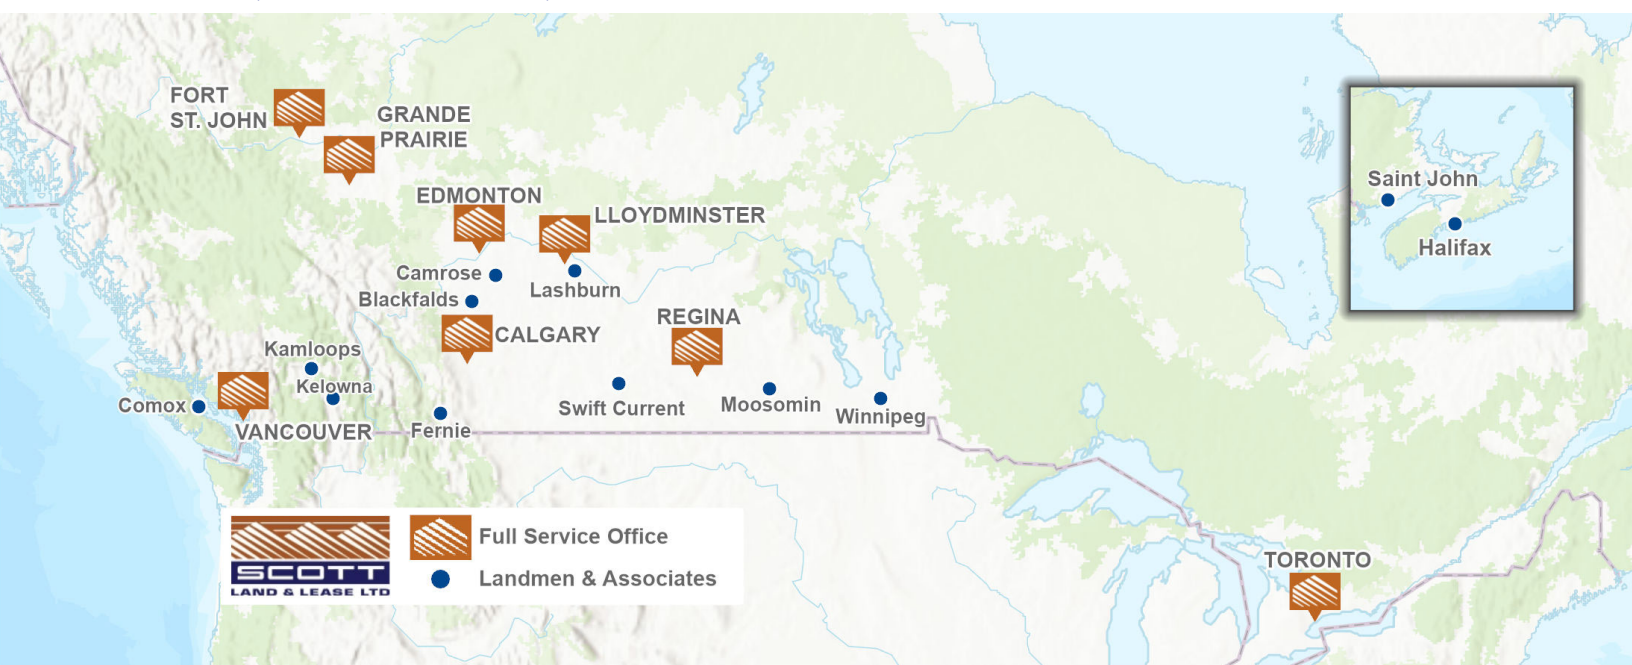 FORT
ST. JOHN
GRANDE
PRAIRIE
EDMONTON
LLOYDMINSTER
Camrose
Lashburn
Blackfalds
CALGARY
REGINA
Kamloops
Kelowna
Comox
VANCOUVER
Fernie
Swift Current
Moosomin
Winnipeg
Saint John
Halifax
TORONTO
SCOTT
LAND & LEASE LTD
Full Service Office
Landmen & Associates